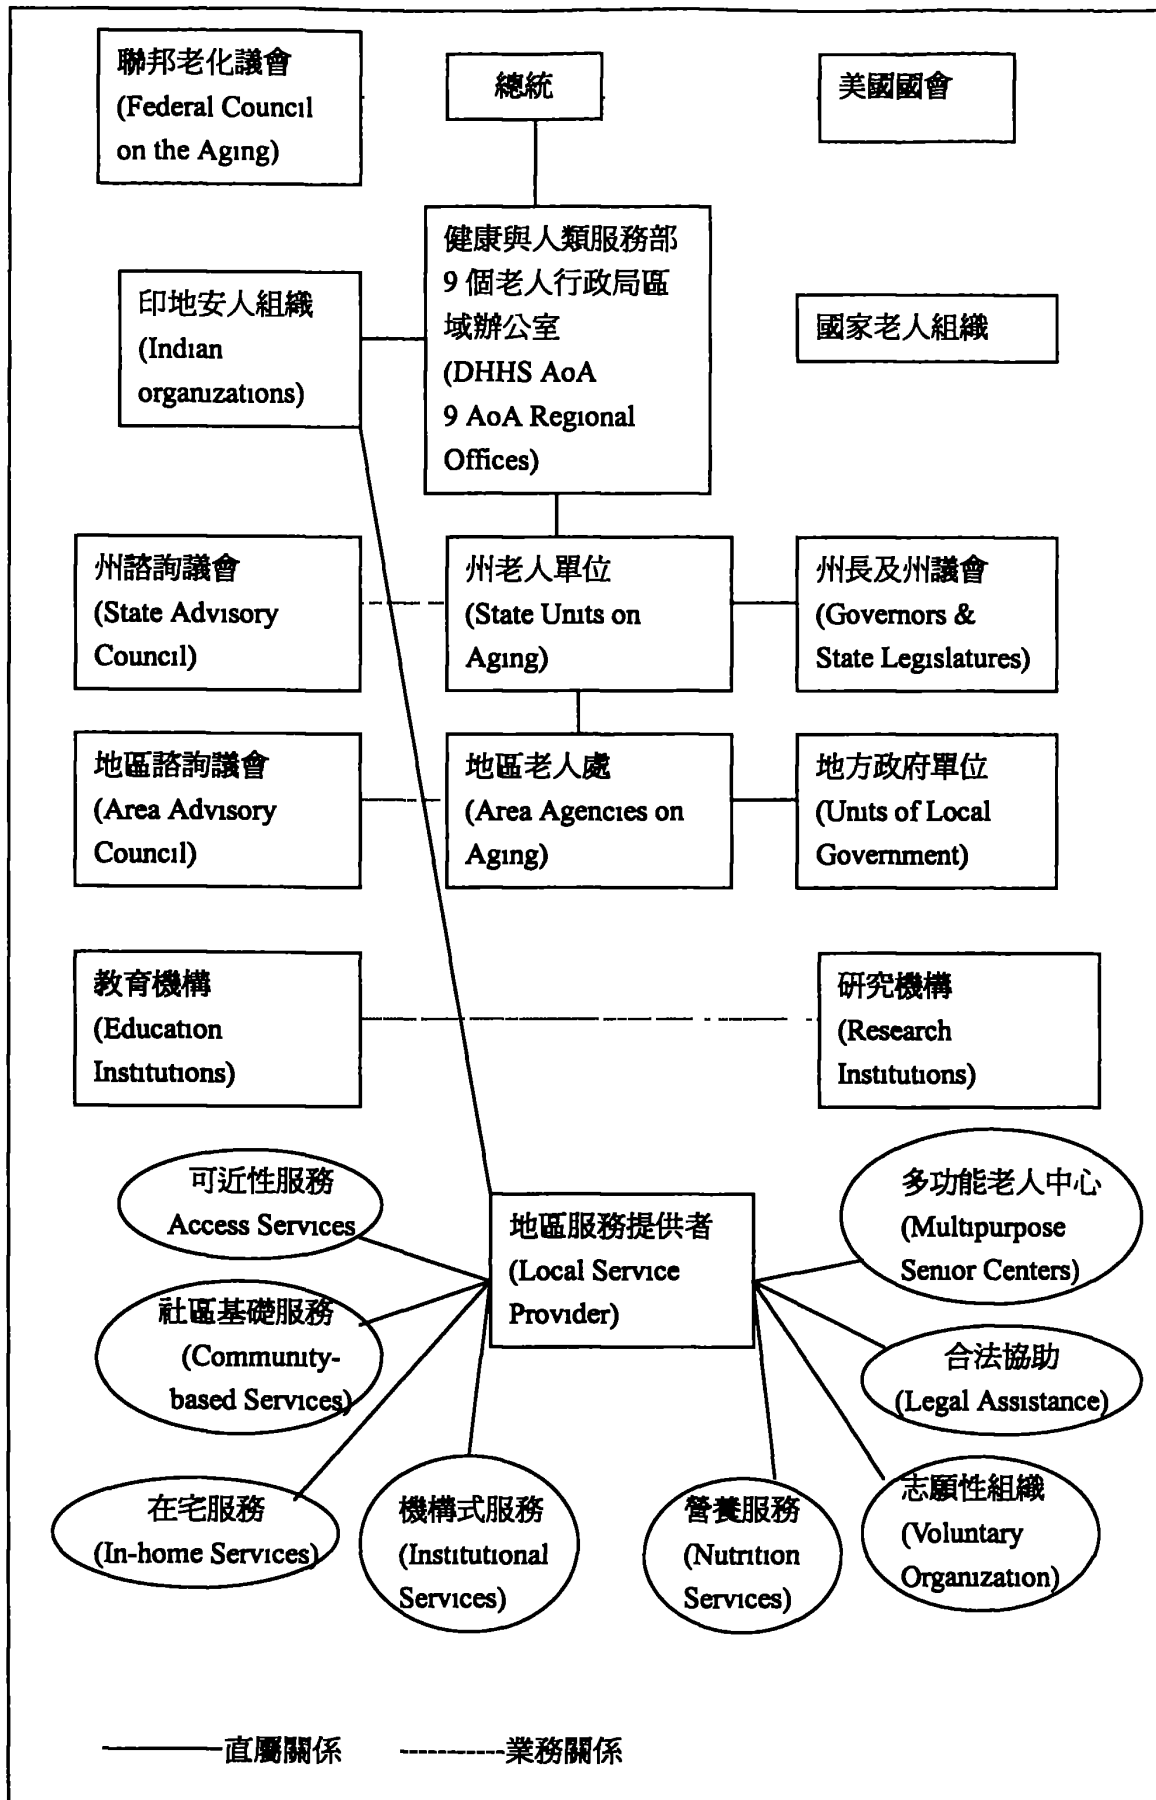 聯邦老化議會
(Federal Council
on the Aging)
總統
美國國會
健康與人類服務部
9 個老人行政局區
域辦公室
(DHHS AoA
9 AoA Regional
Offices)
印地安人組織
(Indian
organizations)
國家老人組織
州諮詢議會
(State Advisory
Council)
州老人單位
(State Units on
Aging)
州長及州議會
(Governors &
State Legislatures)
地區諮詢議會
(Area Advisory
Council)
地區老人處
(Area Agencies on
Aging)
地方政府單位
(Units of Local
Government)
教育機構
(Education
Institutions)
研究機構
(Research
Institutions)
可近性服務
Access Services
地區服務提供者
(Local Service
Provider)
多功能老人中心
(Multipurpose
Senior Centers)
社區基礎服務
(Community-
based Services)
合法協助
(Legal Assistance)
在宅服務
(In-home Services)
機構式服務
(Institutional
Services)
營養服務
(Nutrition
Services)
志願性組織
(Voluntary
Organization)
直屬關係
業務關係